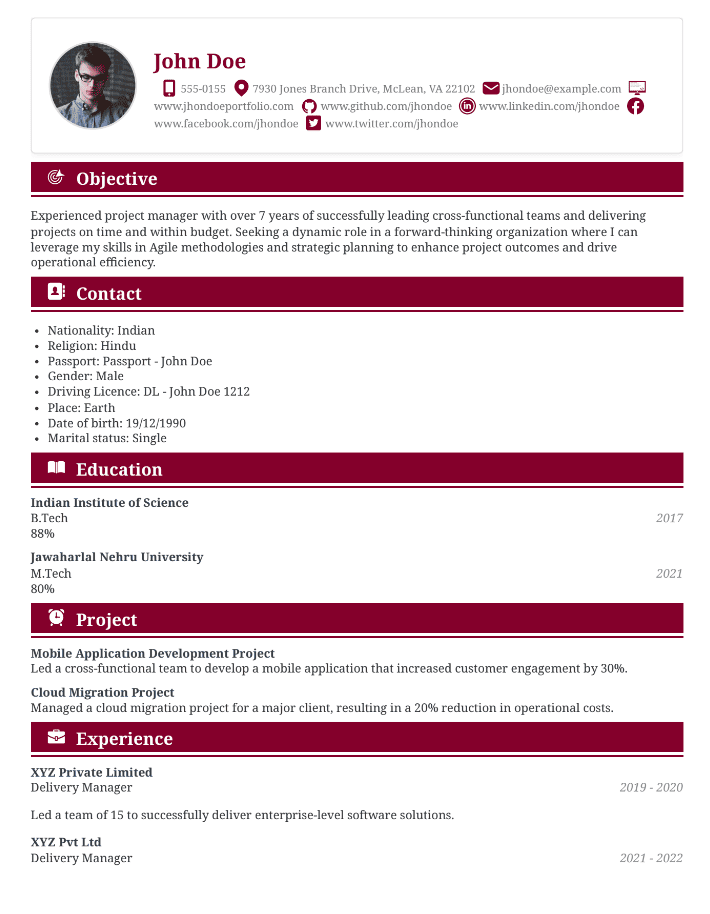 John Doe
555-0155 7930 Jones Branch Drive, McLean, VA 22102 jhondoe@example.com
www.jhondoeportfolio.com www.github.com/jhondoe www.linkedin.com/jhondoe
www.facebook.com/jhondoe www.twitter.com/jhondoe
Objective
Experienced project manager with over 7 years of successfully leading cross-functional teams and delivering
projects on time and within budget. Seeking a dynamic role in a forward-thinking organization where I can
leverage my skills in Agile methodologies and strategic planning to enhance project outcomes and drive
operational efficiency.
Contact
• Nationality: Indian
• Religion: Hindu
• Passport: Passport - John Doe
• Gender: Male
• Driving Licence: DL - John Doe 1212
• Place: Earth
• Date of birth: 19/12/1990
• Marital status: Single
Education
Indian Institute of Science
B.Tech 2017
88%
Jawaharlal Nehru University
M.Tech 2021
80%
Project
Mobile Application Development Project
Led a cross-functional team to develop a mobile application that increased customer engagement by 30%.
Cloud Migration Project
Managed a cloud migration project for a major client, resulting in a 20% reduction in operational costs.
Experience
XYZ Private Limited
Delivery Manager 2019 - 2020
Led a team of 15 to successfully deliver enterprise-level software solutions.
XYZ Pvt Ltd
Delivery Manager 2021 - 2022